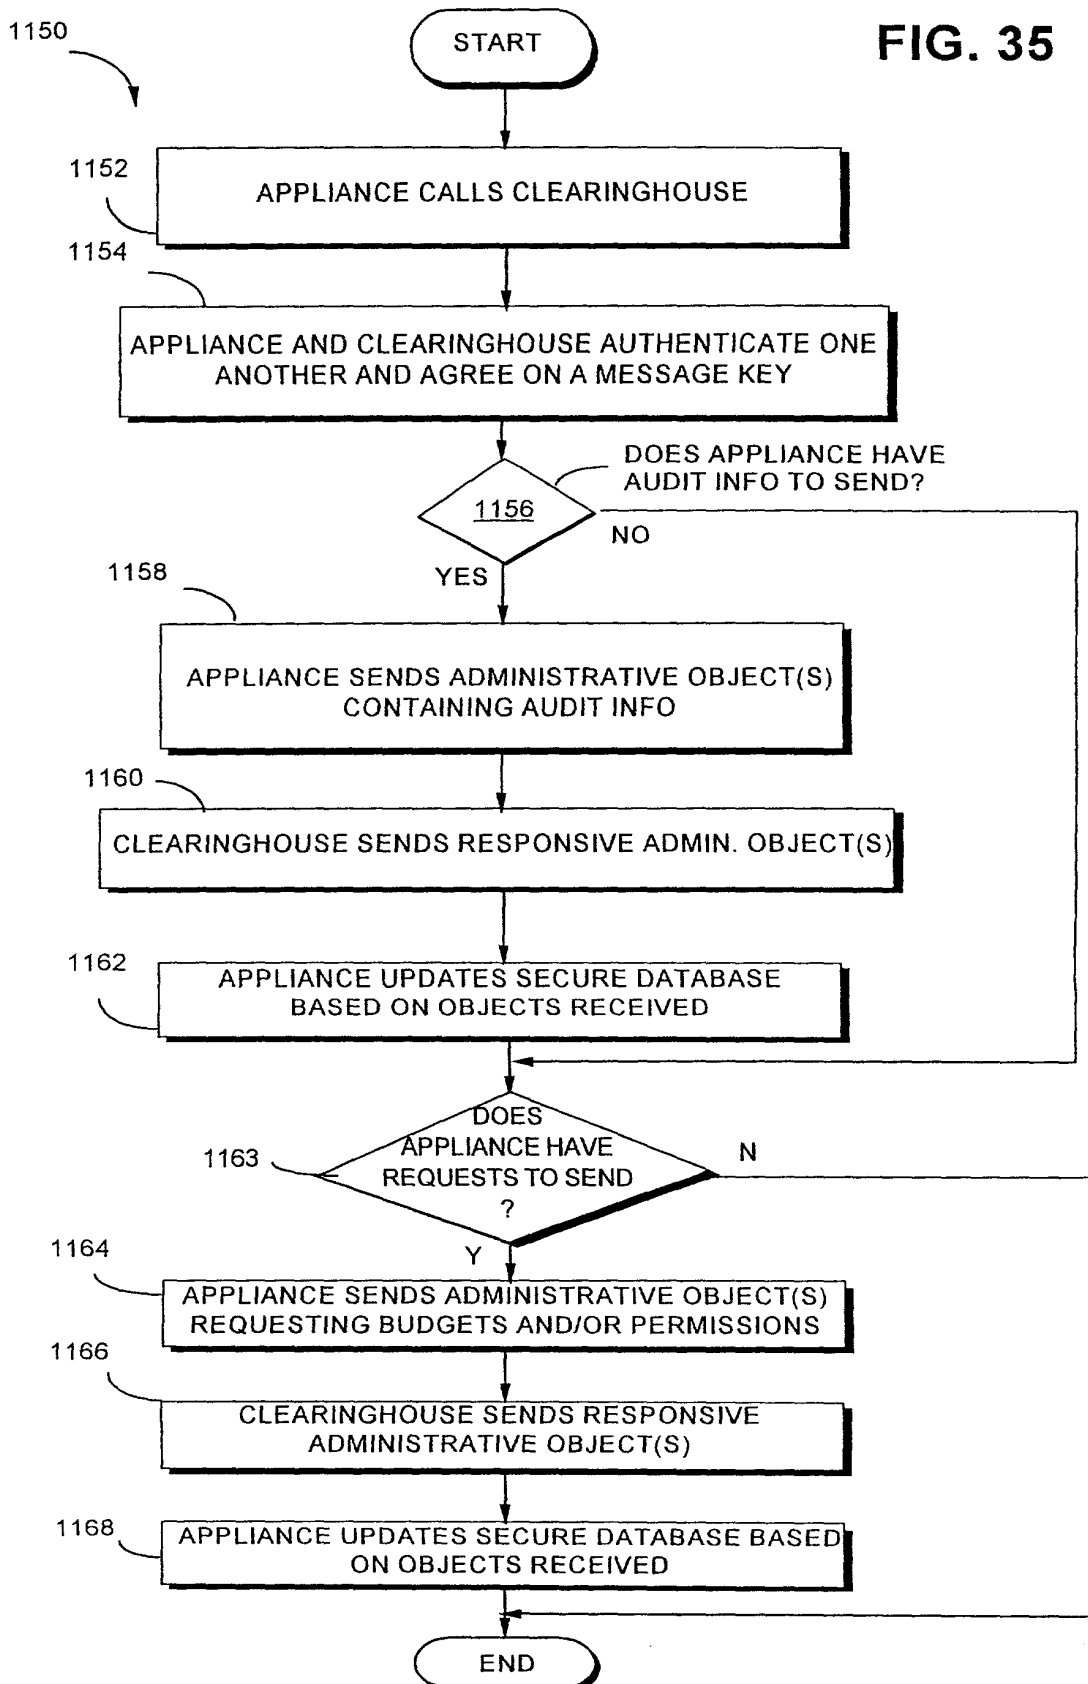 1150
START
FIG. 35
1152
APPLIANCE CALLS CLEARINGHOUSE
1154
APPLIANCE AND CLEARINGHOUSE AUTHENTICATE ONE
ANOTHER AND AGREE ON A MESSAGE KEY
DOES APPLIANCE HAVE
AUDIT INFO TO SEND?
1156
NO
YES
1158
APPLIANCE SENDS ADMINISTRATIVE OBJECT(S)
CONTAINING AUDIT INFO
1160
CLEARINGHOUSE SENDS RESPONSIVE ADMIN. OBJECT(S)
1162
APPLIANCE UPDATES SECURE DATABASE
BASED ON OBJECTS RECEIVED
DOES
APPLIANCE HAVE
REQUESTS TO SEND
?
1163
N
Y
1164
APPLIANCE SENDS ADMINISTRATIVE OBJECT(S)
REQUESTING BUDGETS AND/OR PERMISSIONS
1166
CLEARINGHOUSE SENDS RESPONSIVE
ADMINISTRATIVE OBJECT(S)
1168
APPLIANCE UPDATES SECURE DATABASE BASED
ON OBJECTS RECEIVED
END